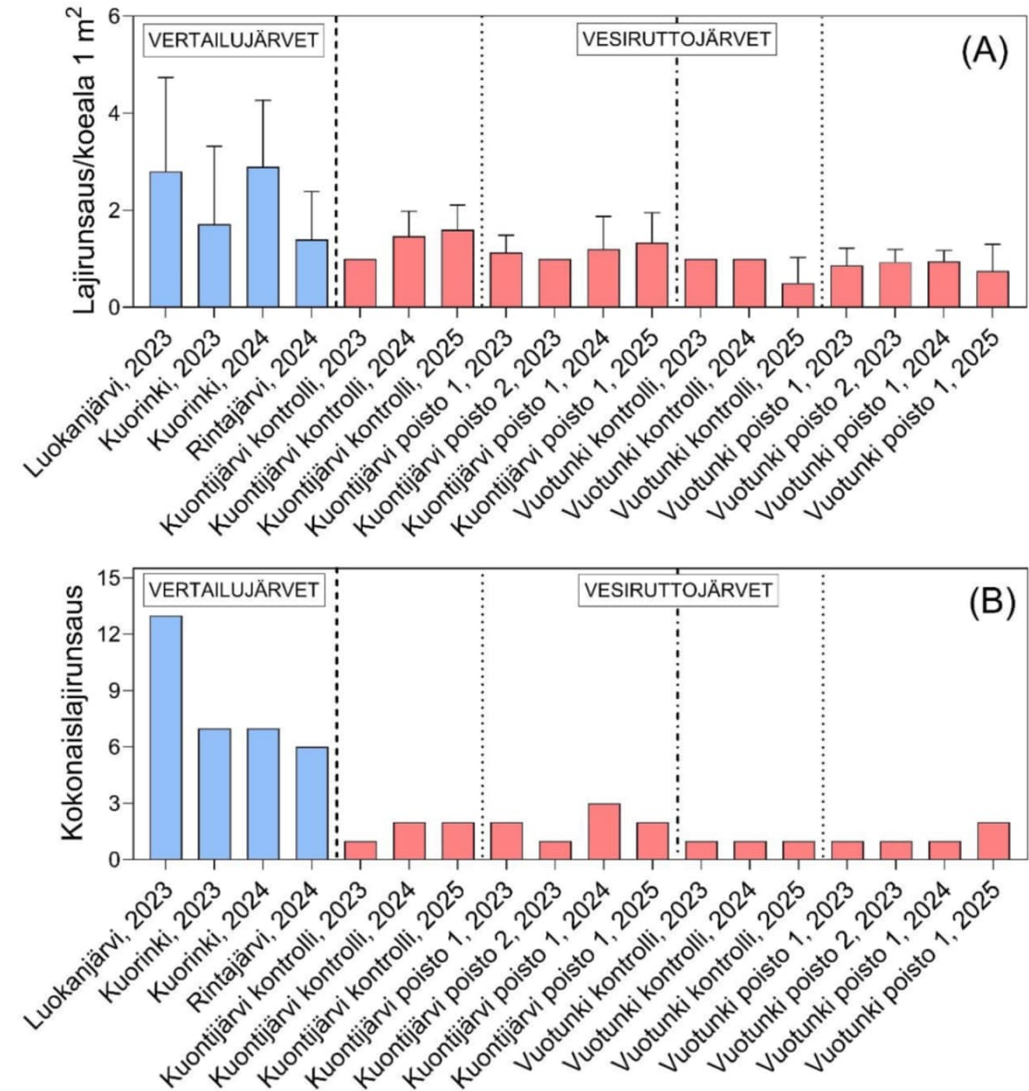 Lajirunsaus/koeala 1 m²
6
4
2
0
VERTAILUJÄRVET
VESIRUTTOJÄRVET
(A)
Luokanjärvi, 2023
Kuorinki, 2023
Kuorinki, 2024
Rintajärvi, 2024
Kuontijärvi kontrolli, 2023
Kuontijärvi kontrolli, 2024
Kuontijärvi kontrolli, 2025
Kuontijärvi poisto 1, 2023
Kuontijärvi poisto 2, 2023
Kuontijärvi poisto 1, 2024
Kuontijärvi poisto 1, 2025
Vuotunki kontrolli, 2023
Vuotunki kontrolli, 2024
Vuotunki kontrolli, 2025
Vuotunki poisto 1, 2023
Vuotunki poisto 2, 2023
Vuotunki poisto 1, 2024
Vuotunki poisto 1, 2025
Kokonaislajirunsaus
15
12
9
6
3
0
VERTAILUJÄRVET
VESIRUTTOJÄRVET
(B)
Luokanjärvi, 2023
Kuorinki, 2023
Kuorinki, 2024
Rintajärvi, 2024
Kuontijärvi kontrolli, 2023
Kuontijärvi kontrolli, 2024
Kuontijärvi kontrolli, 2025
Kuontijärvi poisto 1, 2023
Kuontijärvi poisto 2, 2023
Kuontijärvi poisto 1, 2024
Kuontijärvi poisto 1, 2025
Vuotunki kontrolli, 2023
Vuotunki kontrolli, 2024
Vuotunki kontrolli, 2025
Vuotunki poisto 1, 2023
Vuotunki poisto 2, 2023
Vuotunki poisto 1, 2024
Vuotunki poisto 1, 2025